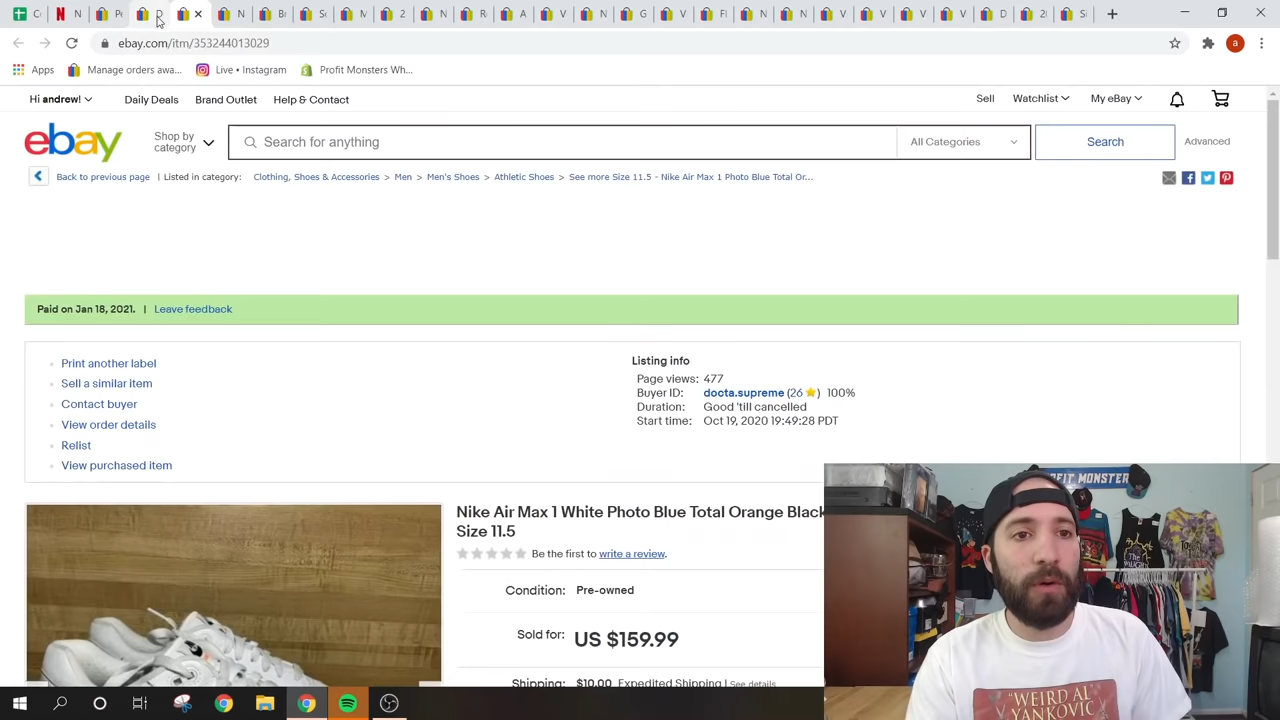 ebay.com/itm/353244013029
Apps Manage orders awa... Live • Instagram Profit Monsters Wh...
Hi andrew! Daily Deals Brand Outlet Help & Contact Sell Watchlist My eBay
ebay Shop by category Search for anything All Categories Search Advanced
Back to previous page | Listed in category: Clothing, Shoes & Accessories > Men > Men's Shoes > Athletic Shoes > See more Size 11.5 - Nike Air Max 1 Photo Blue Total Or...
Paid on Jan 18, 2021. | Leave feedback
Print another label
Sell a similar item
Contact buyer
View order details
Relist
View purchased item
Listing info
Page views: 477
Buyer ID: docta.supreme (26 ) 100%
Duration: Good 'till cancelled
Start time: Oct 19, 2020 19:49:28 PDT
Nike Air Max 1 White Photo Blue Total Orange Black
Size 11.5
Be the first to write a review.
Condition: Pre-owned
Sold for: US $159.99
Shipping: $10.00 Expedited Shipping | See details
"WEIRD AL
YANKOVIC